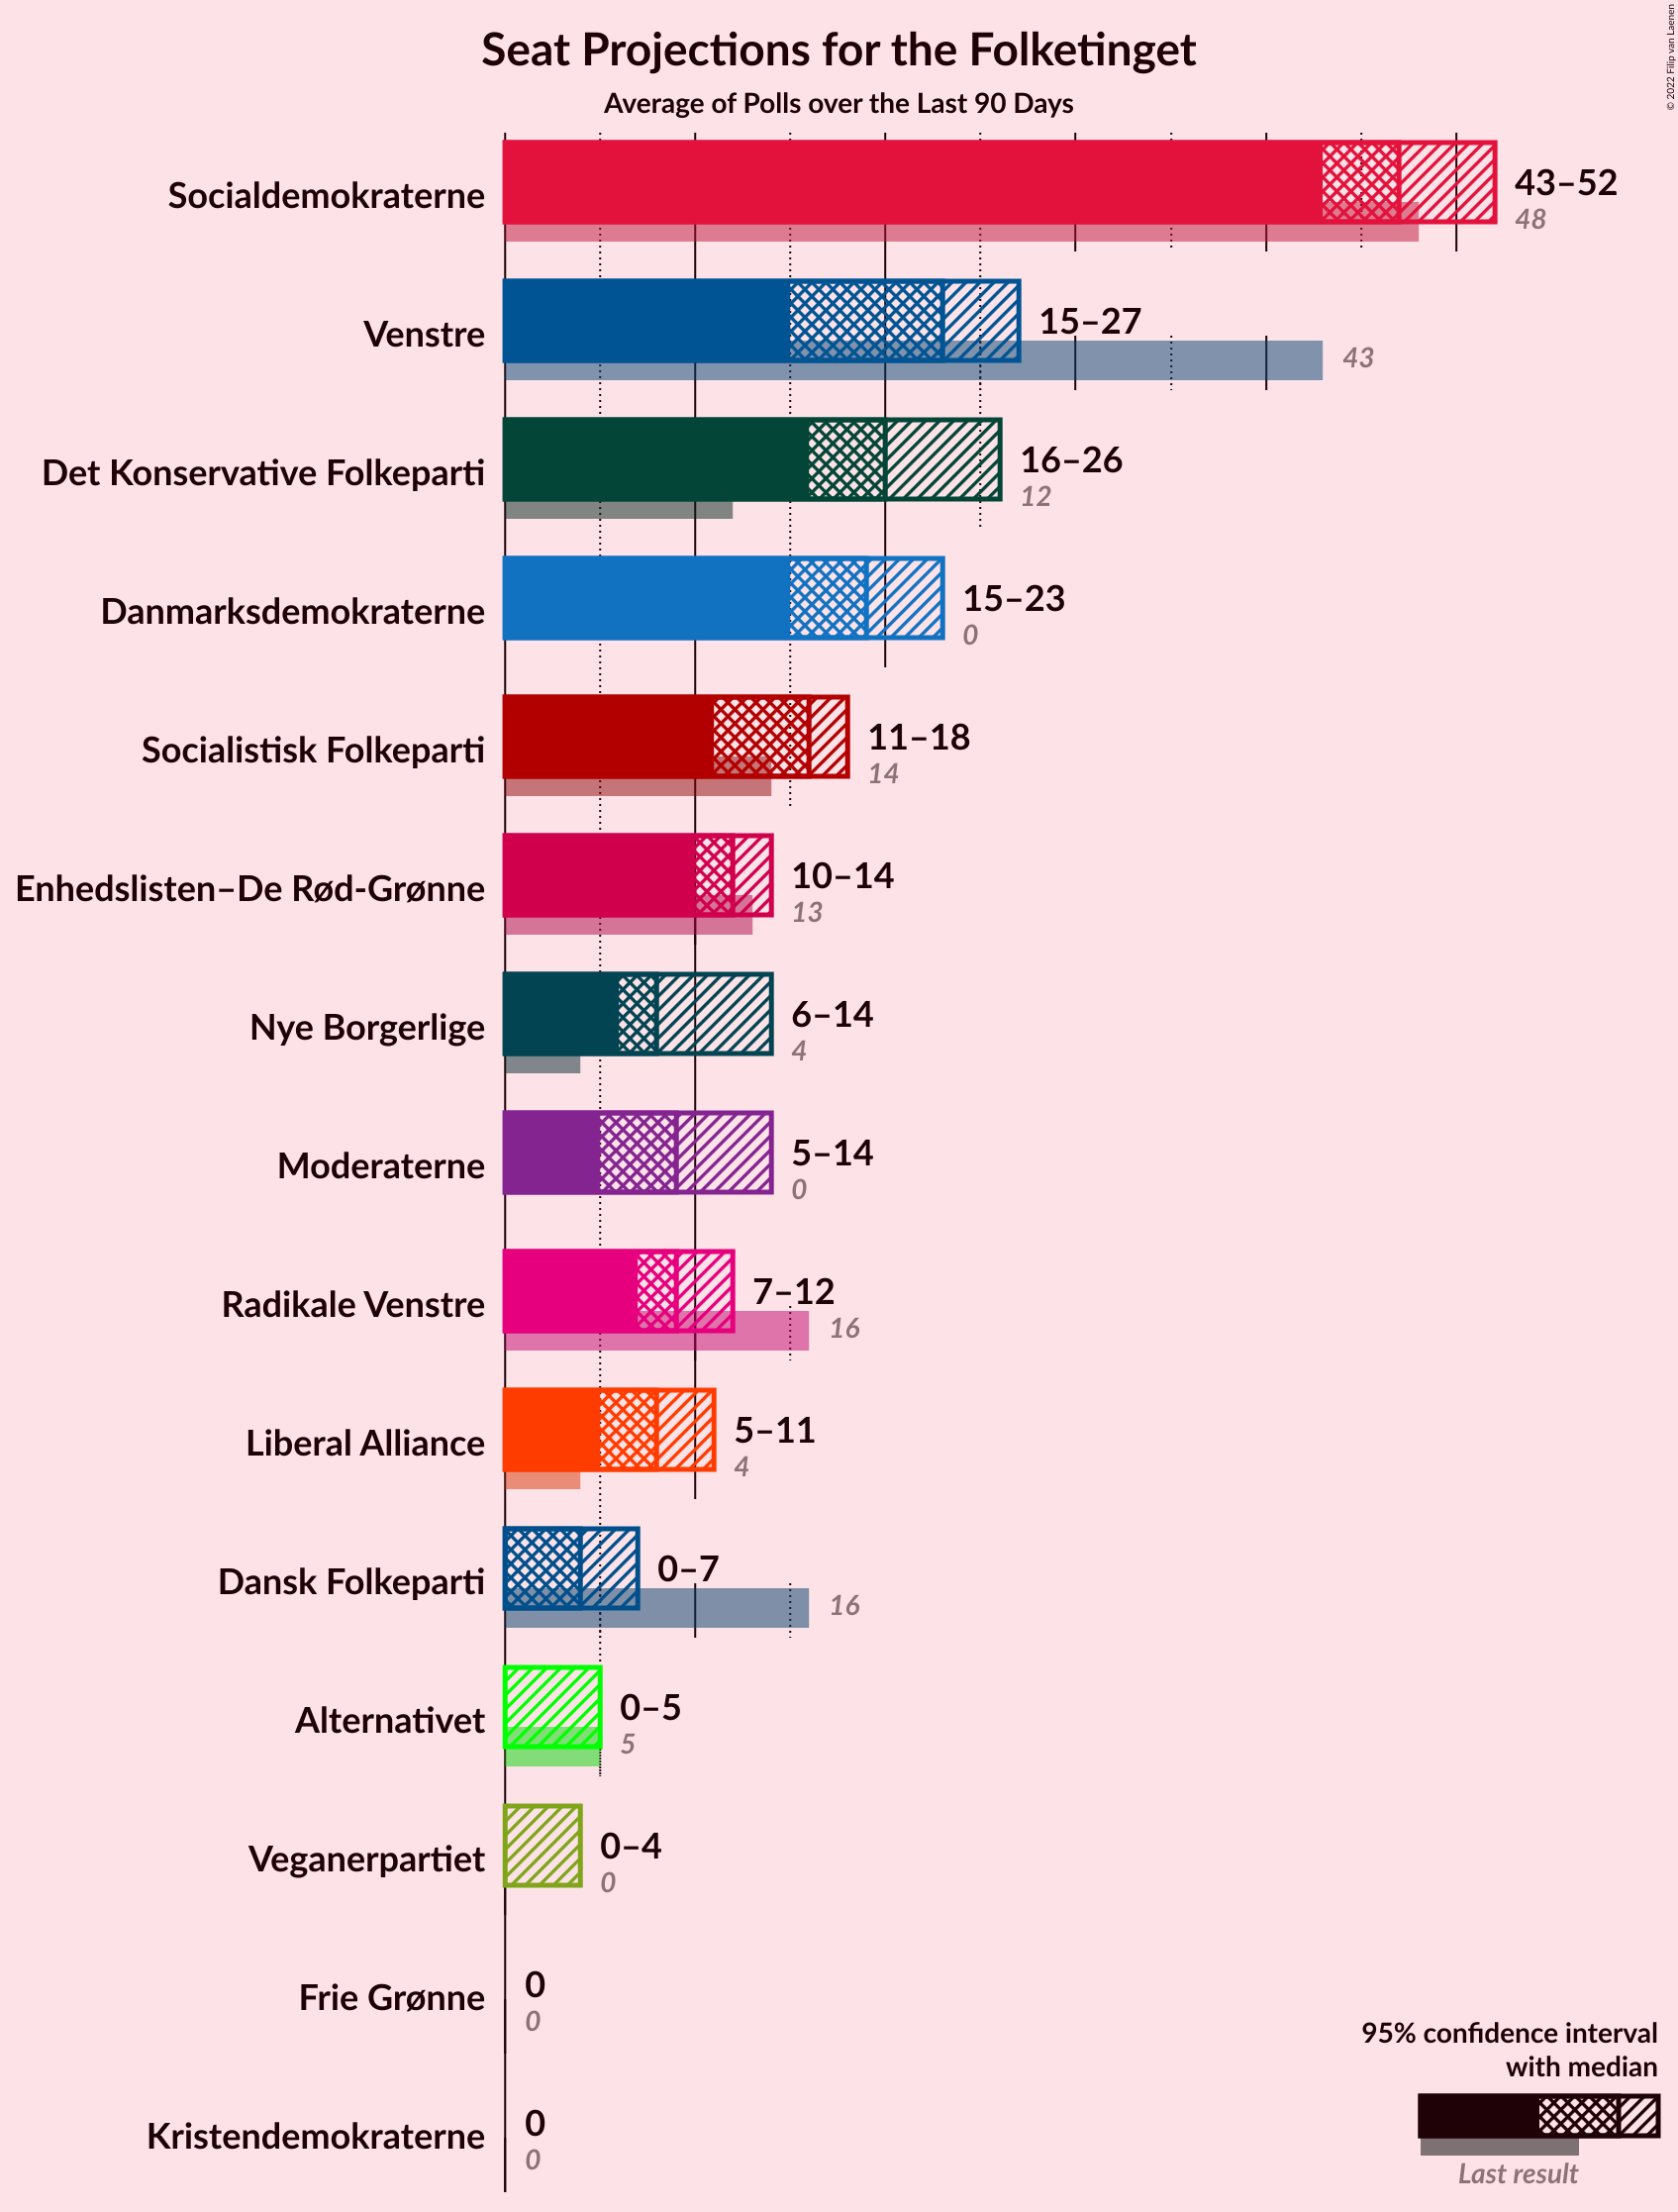 © 2022 Filip van Laenen
Seat Projections for the Folketinget
Average of Polls over the Last 90 Days
Socialdemokraterne
43–52
48
Venstre
15–27
43
Det Konservative Folkeparti
16–26
12
Danmarksdemokraterne
15–23
0
Socialistisk Folkeparti
11–18
14
Enhedslisten–De Rød-Grønne
10–14
13
Nye Borgerlige
6–14
4
Moderaterne
5–14
0
Radikale Venstre
7–12
16
Liberal Alliance
5–11
4
Dansk Folkeparti
0–7
16
Alternativet
0–5
5
Veganerpartiet
0–4
0
Frie Grønne
0
0
Kristendemokraterne
0
0
95% confidence interval
with median
Last result